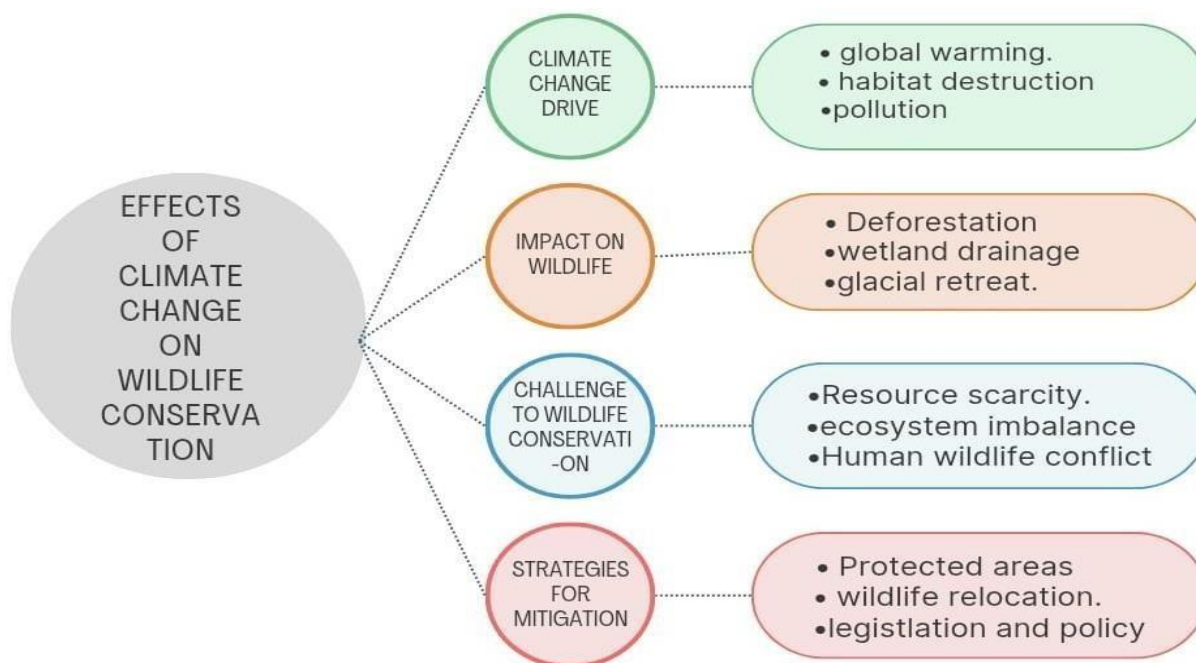 EFFECTS
OF
CLIMATE
CHANGE
ON
WILDLIFE
CONSERVA
TION
CLIMATE
CHANGE
DRIVE
• global warming.
• habitat destruction
•pollution
IMPACT ON
WILDLIFE
• Deforestation
•wetland drainage
•glacial retreat.
CHALLENGE
TO WILDLIFE
CONSERVATI
-ON
•Resource scarcity.
•ecosystem imbalance
•Human wildlife conflict
STRATEGIES
FOR
MITIGATION
• Protected areas
• wildlife relocation.
•legistlation and policy